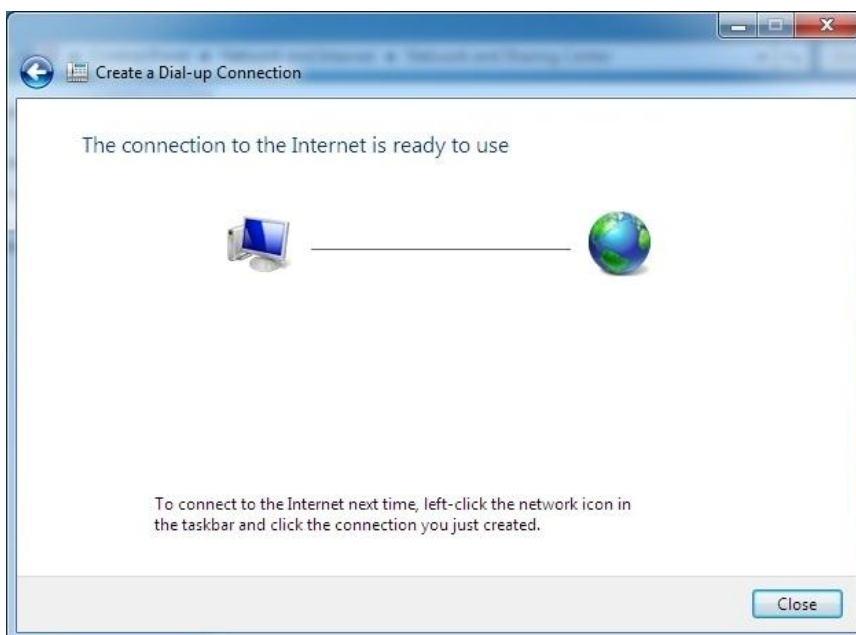 Create a Dial-up Connection
The connection to the Internet is ready to use
To connect to the Internet next time, left-click the network icon in
the taskbar and click the connection you just created.
Close